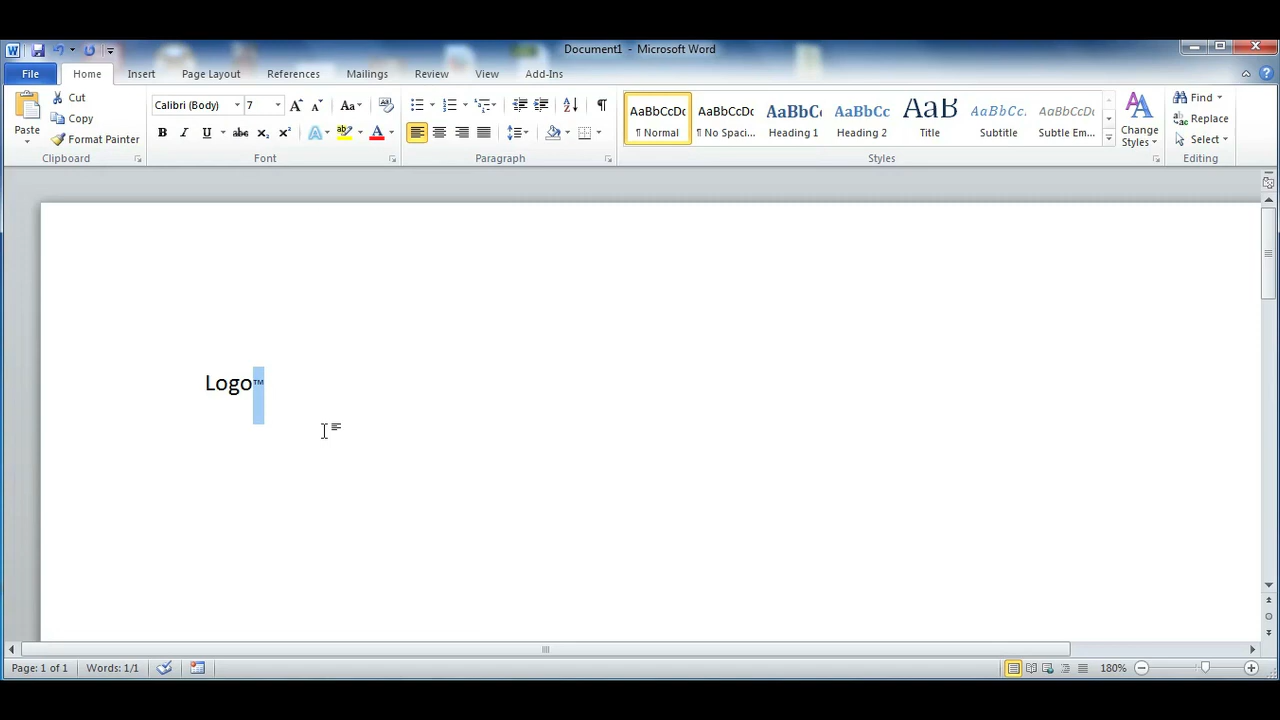 Document1 - Microsoft Word
File Home Insert Page Layout References Mailings Review View Add-Ins
Paste
Cut
Copy
Format Painter
Clipboard
Calibri (Body) 7
Font
Paragraph
AaBbCcDc AaBbCcDc AaBbCc AaBbCc AaB AaBbCc. AaBbCcDc
¶ Normal ¶ No Spaci... Heading 1 Heading 2 Title Subtitle Subtle Em...
Change Styles
Styles
Find
Replace
Select
Editing
Logo™
Page: 1 of 1 Words: 1/1 180%